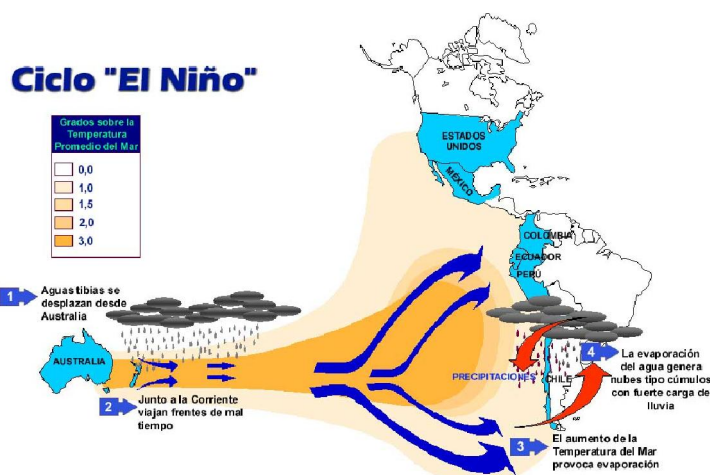 Ciclo "El Niño"
Grados sobre la
Temperatura
Promedio del Mar
0,0
1,0
1,5
2,0
3,0
ESTADOS
UNIDOS
MÉXICO
COLOMBIA
ECUADOR
PERÚ
1
Aguas tibias se
desplazan desde
Australia
AUSTRALIA
2
Junto a la Corriente
viajan frentes de mal
tiempo
PRECIPITACIONES
CHILE
4
La evaporación
del agua genera
nubes tipo cúmulos
con fuerte carga de
lluvia
3
El aumento de la
Temperatura del Mar
provoca evaporación